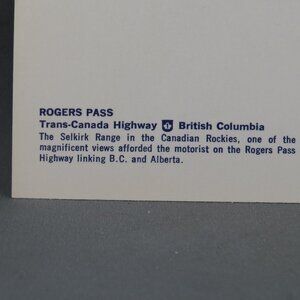 ROGERS PASS
Trans-Canada Highway British Columbia
The Selkirk Range in the Canadian Rockies, one of the
magnificent views afforded the motorist on the Rogers Pass
Highway linking B.C. and Alberta.